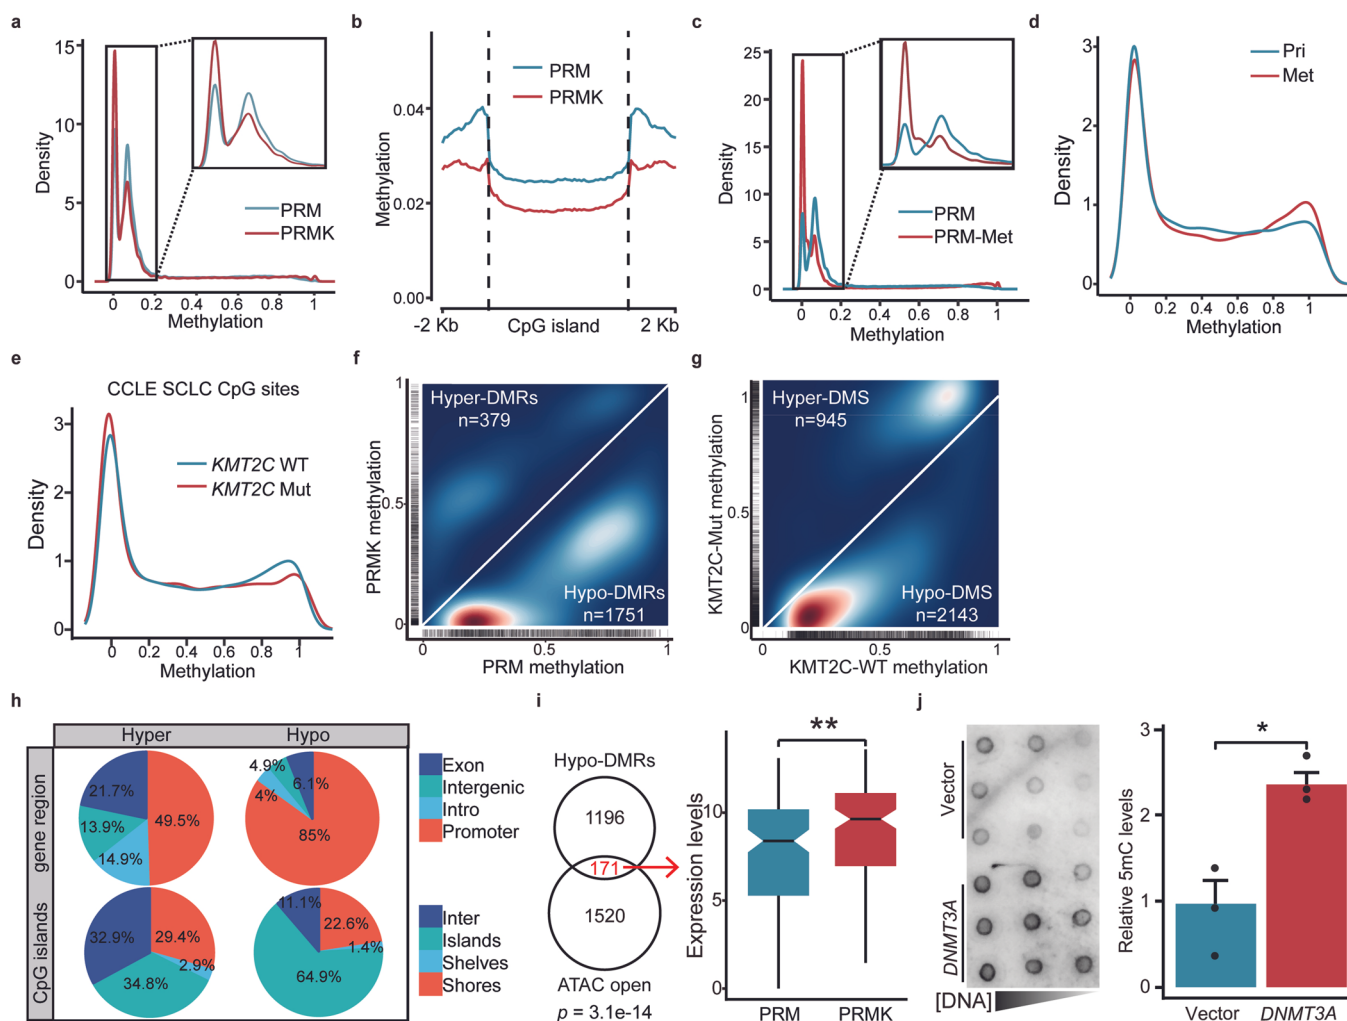 a
15
10
5
0
Density
0
0.2
0.4
0.6
0.8
1
Methylation
PRM
PRMK
b
0.04
0.02
0.00
Methylation
PRM
PRMK
-2 Kb
CpG island
2 Kb
c
25
20
15
10
5
0
Density
0
0.2
0.4
0.6
0.8
1
Methylation
PRM
PRM-Met
d
3
2
1
0
Density
0
0.2
0.4
0.6
0.8
1
Methylation
Pri
Met
e
CCLE SCLC CpG sites
3
2
1
0
Density
0
0.2
0.4
0.6
0.8
1
Methylation
KMT2C WT
KMT2C Mut
f
1
0.5
0
PRMK methylation
Hyper-DMRs
n=379
Hypo-DMRs
n=1751
0
0.5
1
PRM methylation
g
1
0.5
0
KMT2C-Mut methylation
Hyper-DMS
n=945
Hypo-DMS
n=2143
0
0.5
1
KMT2C-WT methylation
h
Hyper
Hypo
gene region
21.7%
13.9%
14.9%
49.5%
4.9%
4%
6.1%
85%
Exon
Intergenic
Intro
Promoter
CpG islands
32.9%
29.4%
2.9%
34.8%
11.1%
22.6%
1.4%
64.9%
Inter
Islands
Shelves
Shores
i
Hypo-DMRs
1196
171
1520
ATAC open
p = 3.1e-14
Expression levels
10
5
0
**
PRM
PRMK
j
Vector
DNMT3A
[DNA]
Relative 5mC levels
3
2
1
0
*
Vector
DNMT3A